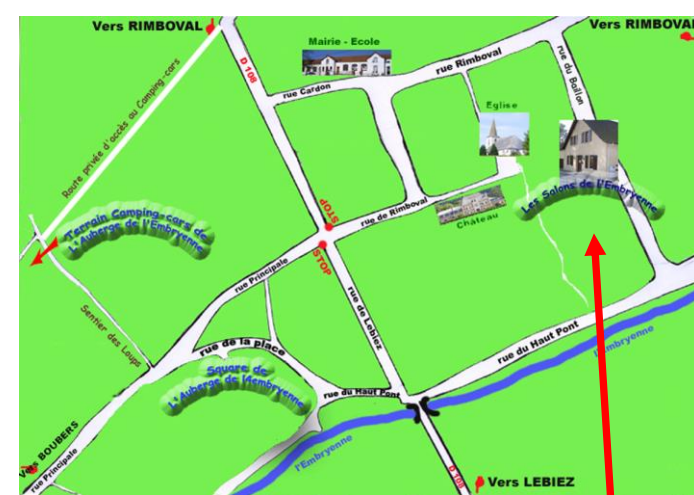 Vers RIMBOVAL
Vers RIMBOVAL
Mairie - Ecole
rue Rimboval
rue du Baillon
D 108
rue Cardon
Route privée d'accès au Camping-cars
Eglise
STOP
rue de Rimboval
Château
Les Salons de l'Embryenne
Terrain Camping-cars de
L'Auberge de l'Embryenne
STOP
rue Principale
rue de Lebiez
Sentier des Loups
rue de la place
rue du Haut Pont
l'Embryenne
Square de
L'Auberge de l'Aembryenne
rue du Haut Pont
l'Embryenne
Vers BOUBERS
rue Principale
D 108
Vers LEBIEZ